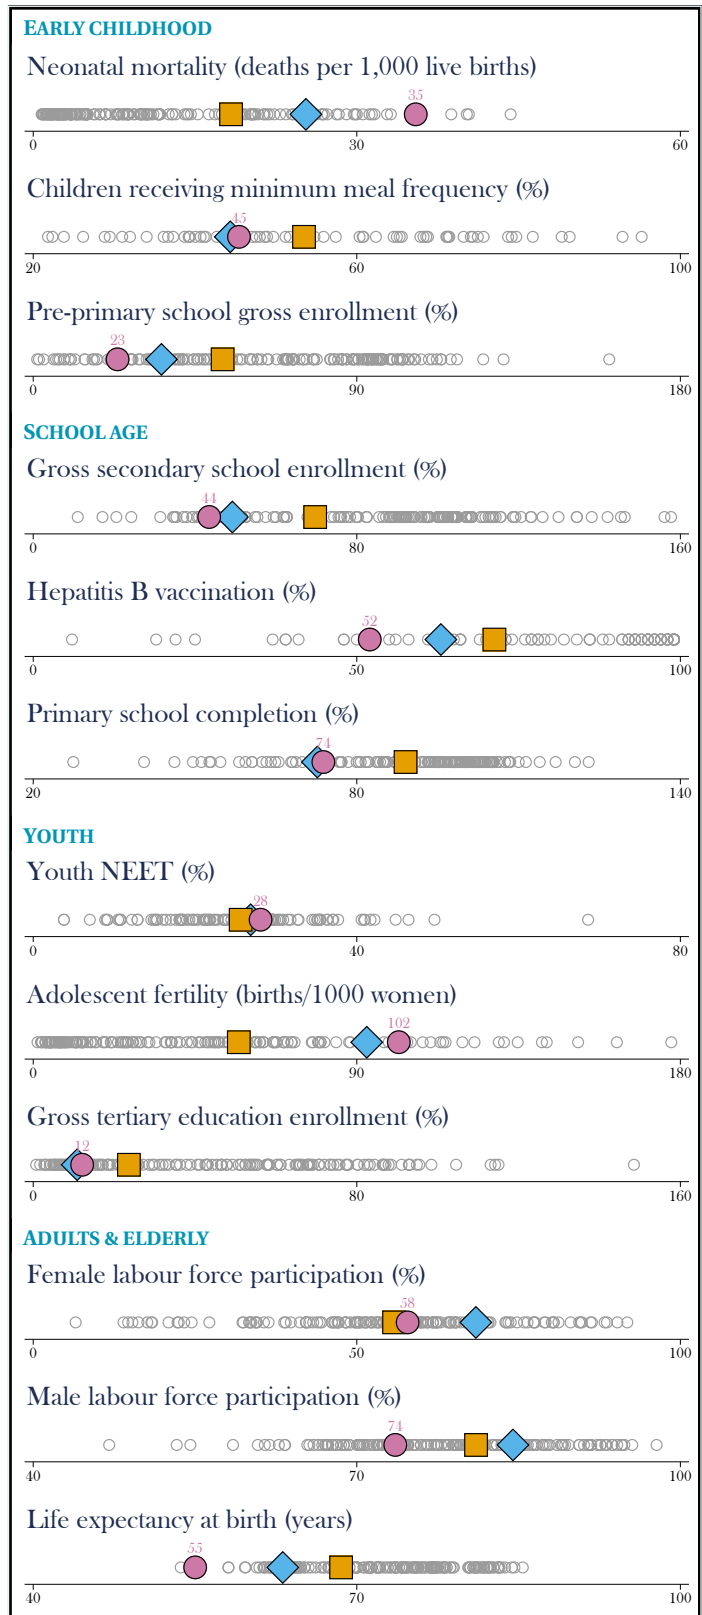 EARLY CHILDHOOD
Neonatal mortality (deaths per 1,000 live births)
35
0 30 60
Children receiving minimum meal frequency (%)
45
20 60 100
Pre-primary school gross enrollment (%)
23
0 90 180
SCHOOL AGE
Gross secondary school enrollment (%)
44
0 80 160
Hepatitis B vaccination (%)
52
0 50 100
Primary school completion (%)
74
20 80 140
YOUTH
Youth NEET (%)
28
0 40 80
Adolescent fertility (births/1000 women)
102
0 90 180
Gross tertiary education enrollment (%)
12
0 80 160
ADULTS & ELDERLY
Female labour force participation (%)
58
0 50 100
Male labour force participation (%)
74
40 70 100
Life expectancy at birth (years)
55
40 70 100